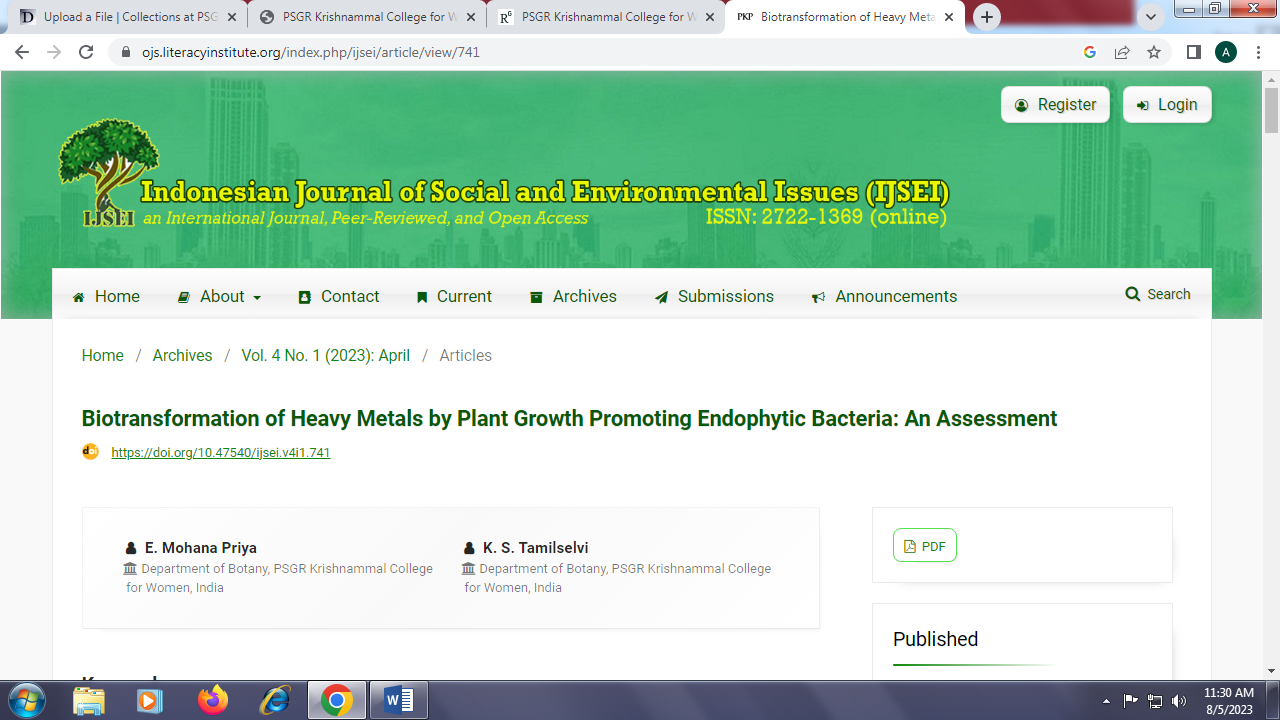 Upload a File | Collections at PSG
PSGR Krishnammal College for W
R PSGR Krishnammal College for W
PKP Biotransformation of Heavy Meta
ojs.literacyinstitute.org/index.php/ijsei/article/view/741
A
Register
Login
IJSEI
Indonesian Journal of Social and Environmental Issues (IJSEI)
an International Journal, Peer-Reviewed, and Open Access
ISSN: 2722-1369 (online)
Home
About
Contact
Current
Archives
Submissions
Announcements
Search
Home / Archives / Vol. 4 No. 1 (2023): April / Articles
Biotransformation of Heavy Metals by Plant Growth Promoting Endophytic Bacteria: An Assessment
doi https://doi.org/10.47540/ijsei.v4i1.741
E. Mohana Priya
Department of Botany, PSGR Krishnammal College
for Women, India
K. S. Tamilselvi
Department of Botany, PSGR Krishnammal College
for Women, India
PDF
Published
11:30 AM
8/5/2023